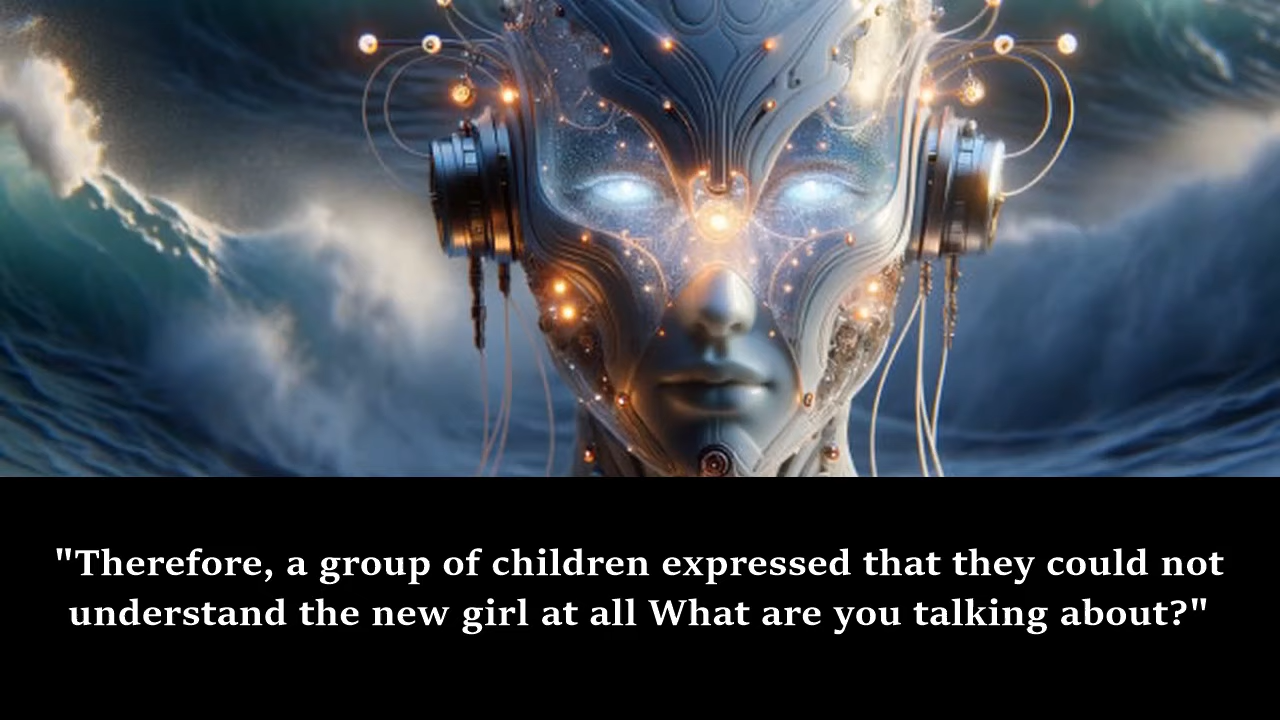 "Therefore, a group of children expressed that they could not
understand the new girl at all What are you talking about?"